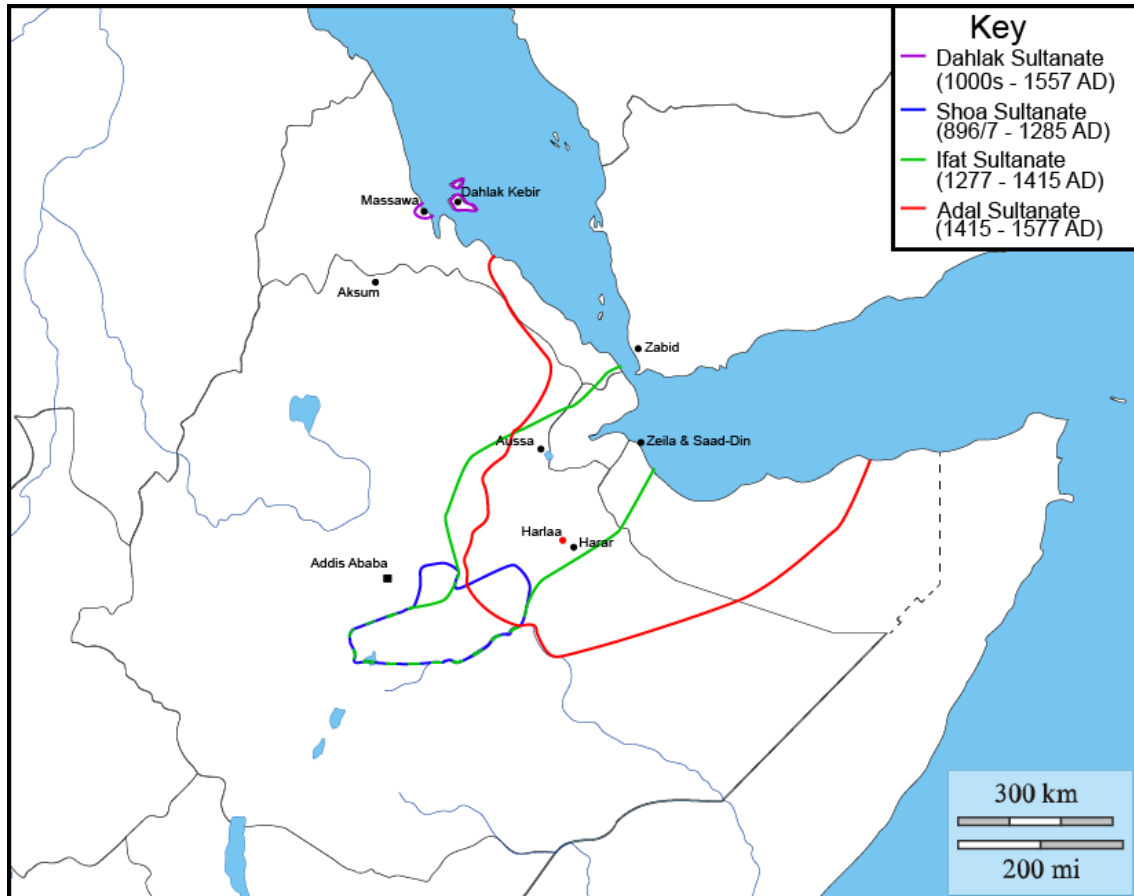 Key
Dahlak Sultanate
(1000s - 1557 AD)
Shoa Sultanate
(896/7 - 1285 AD)
Ifat Sultanate
(1277 - 1415 AD)
Adal Sultanate
(1415 - 1577 AD)
Dahlak Kebir
Massawa
Aksum
Zabid
Aussa
Zeila & Saad-Din
Harlaa
Harar
Addis Ababa
300 km
200 mi